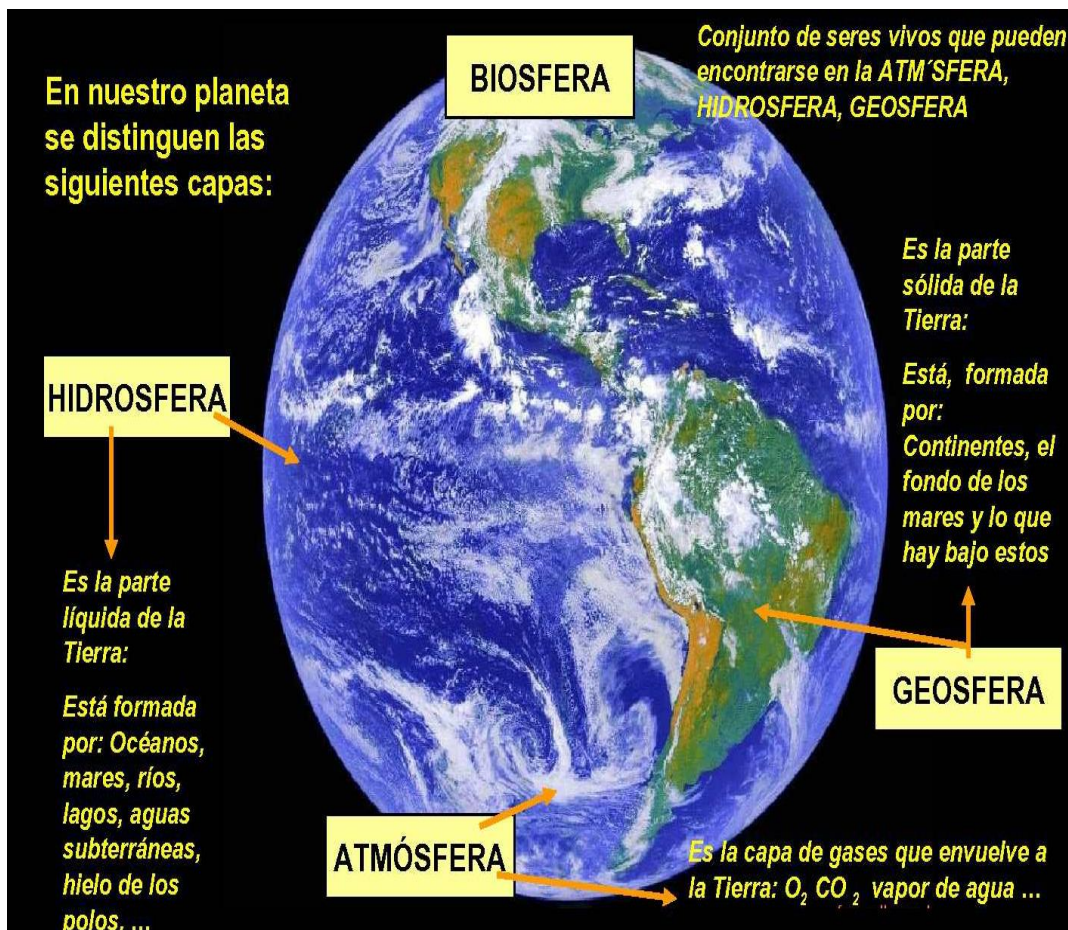 En nuestro planeta
se distinguen las
siguientes capas:
BIOSFERA
Conjunto de seres vivos que pueden
encontrarse en la ATM´SFERA,
HIDROSFERA, GEOSFERA
HIDROSFERA
Es la parte
líquida de la
Tierra:
Está formada
por: Océanos,
mares, ríos,
lagos, aguas
subterráneas,
hielo de los
polos, ...
Es la parte
sólida de la
Tierra:
Está, formada
por:
Continentes, el
fondo de los
mares y lo que
hay bajo estos
GEOSFERA
ATMÓSFERA
Es la capa de gases que envuelve a
la Tierra: O₂ CO ₂ vapor de agua ...